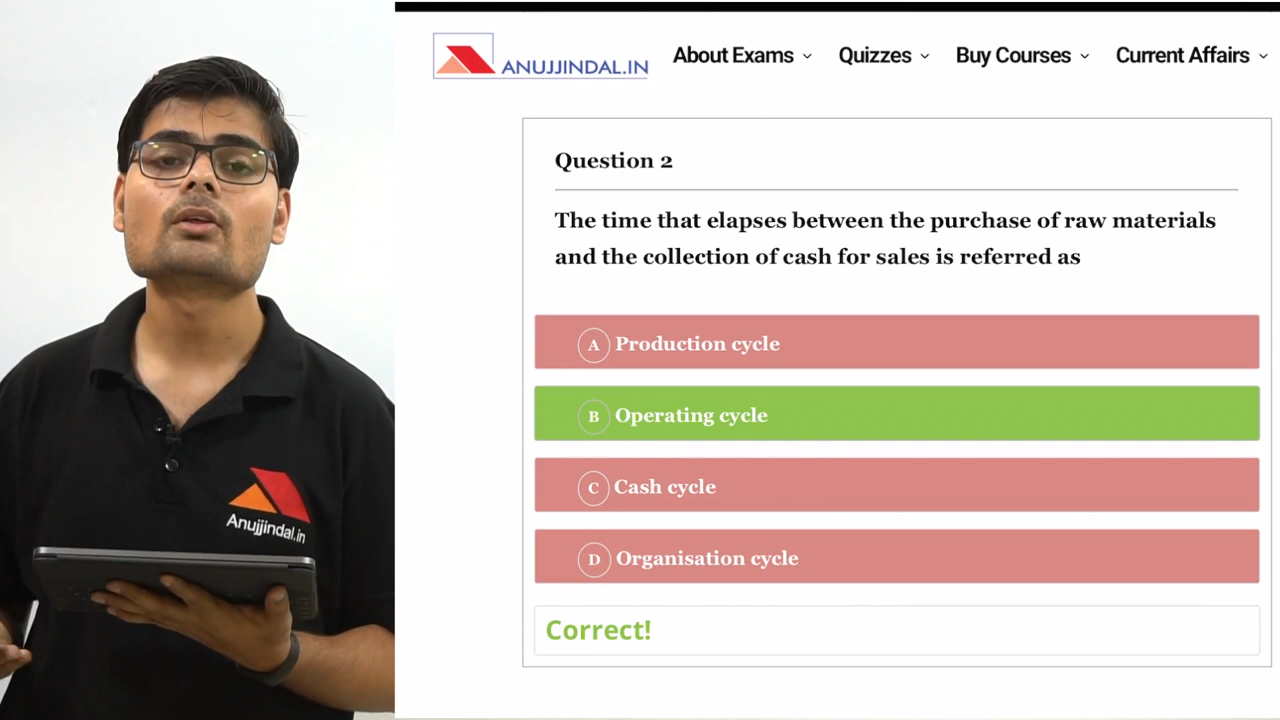 ANUJJINDAL.IN
About Exams
Quizzes
Buy Courses
Current Affairs
Question 2
The time that elapses between the purchase of raw materials
and the collection of cash for sales is referred as
A Production cycle
B Operating cycle
C Cash cycle
D Organisation cycle
Correct!
Anujjindal.in